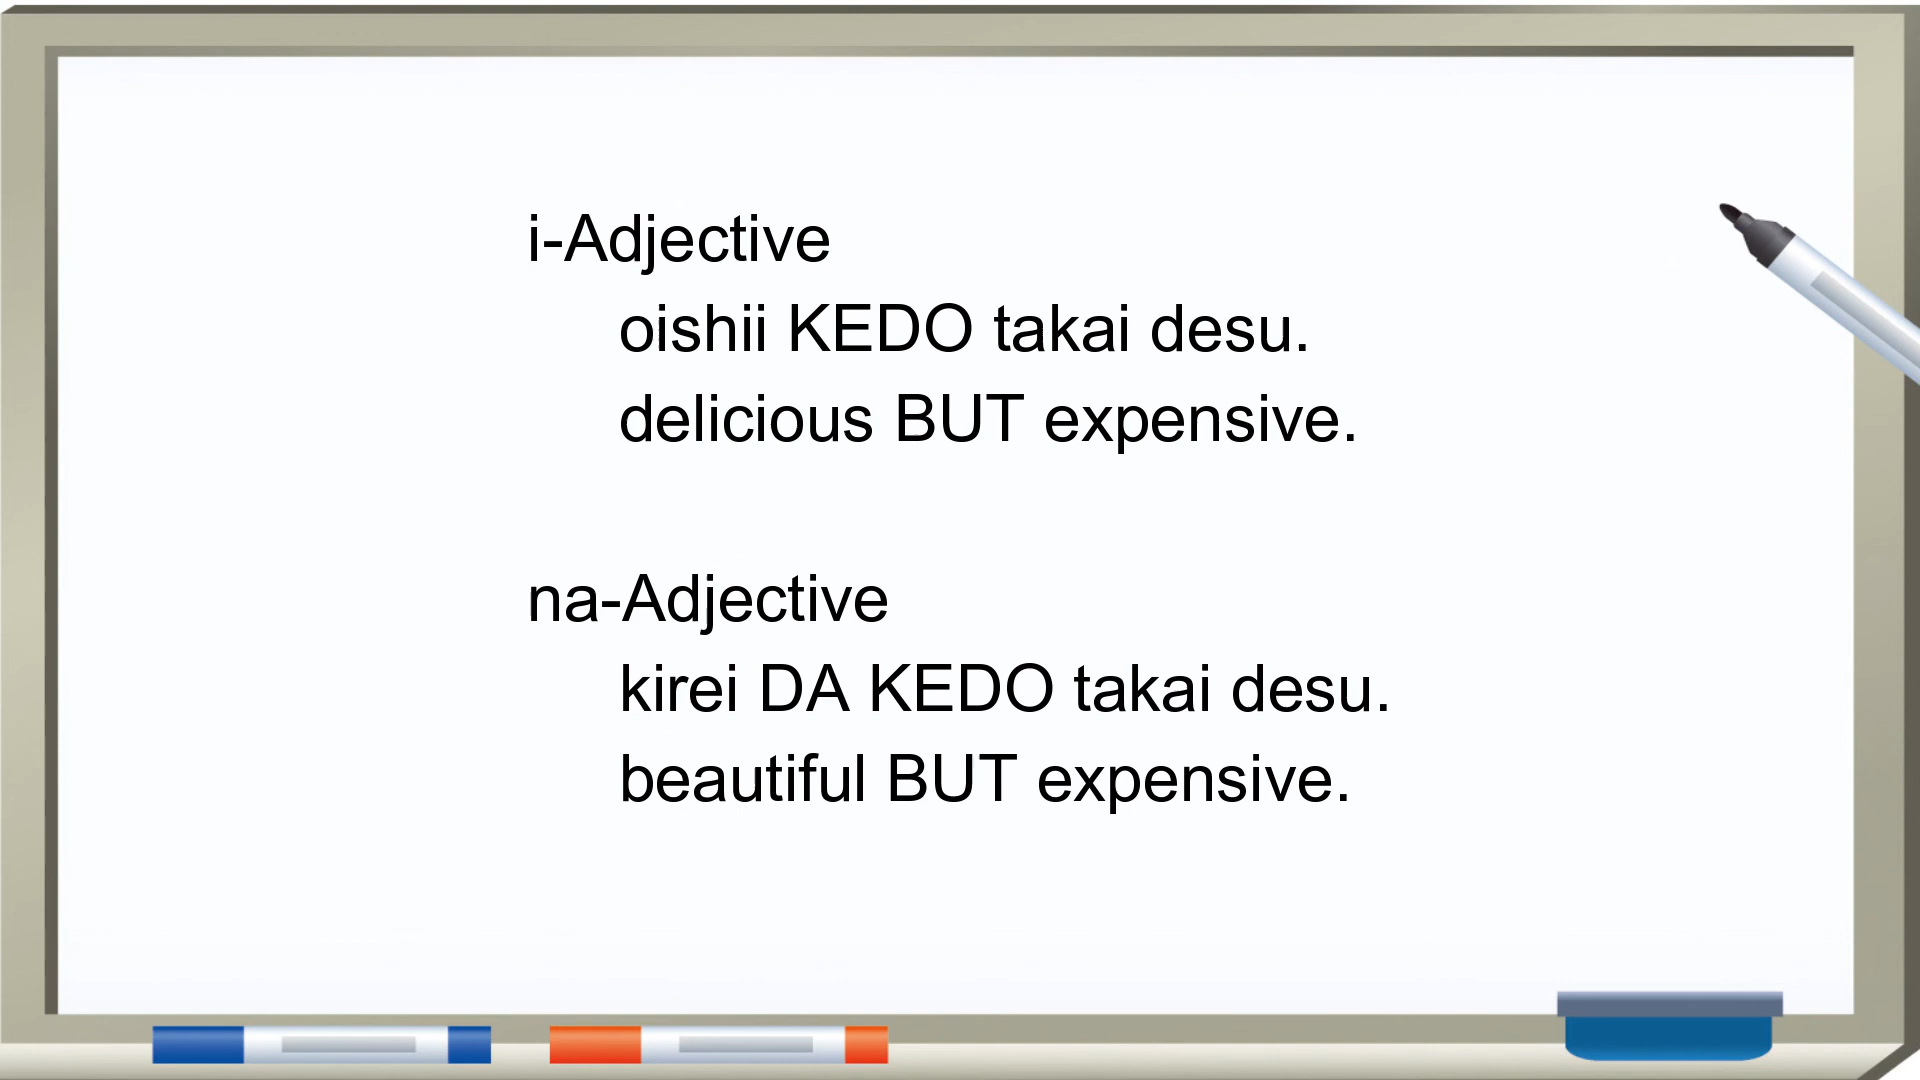 i-Adjective
oishii KEDO takai desu.
delicious BUT expensive.
na-Adjective
kirei DA KEDO takai desu.
beautiful BUT expensive.